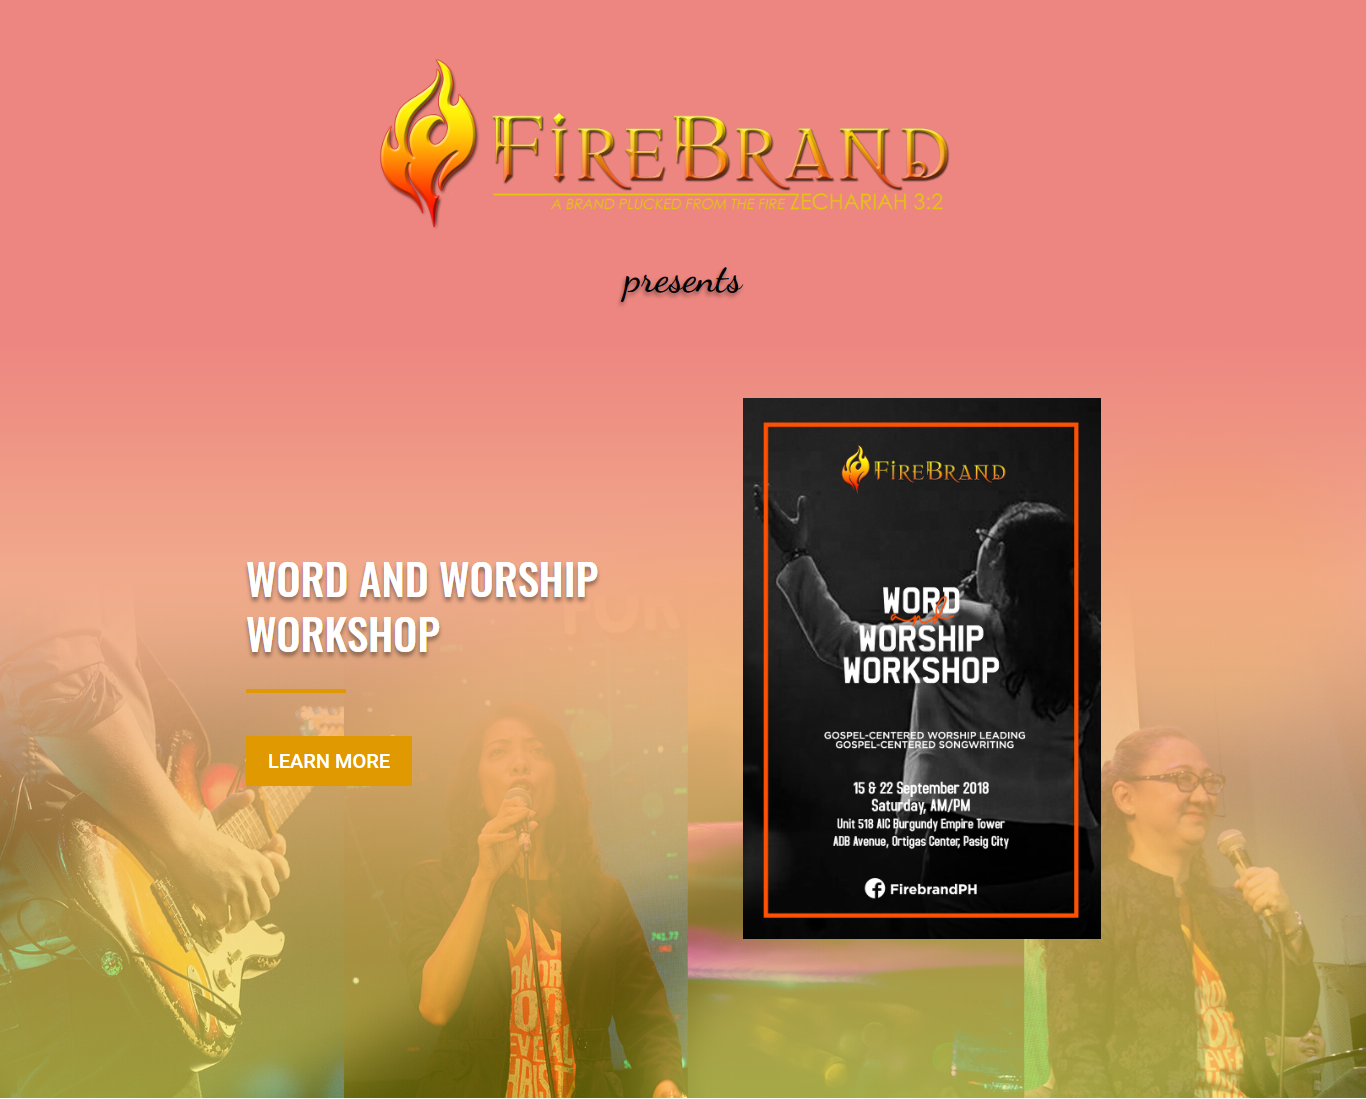 FIREBRAND
A BRAND PLUCKED FROM THE FIRE ZECHARIAH 3:2
presents
WORD AND WORSHIP
WORKSHOP
LEARN MORE
FIREBRAND
WORD
and
WORSHIP
WORKSHOP
GOSPEL-CENTERED WORSHIP LEADING
GOSPEL-CENTERED SONGWRITING
15 & 22 September 2018
Saturday, AM/PM
Unit 518 AIC Burgundy Empire Tower
ADB Avenue, Ortigas Center, Pasig City
FirebrandPH